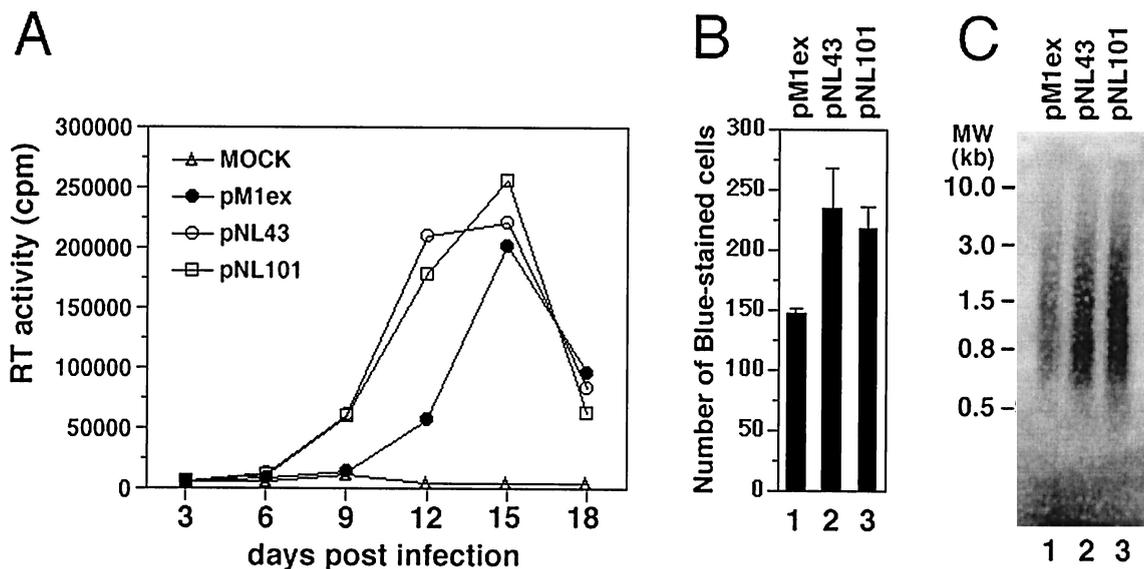 A
RT activity (cpm)
300000
250000
200000
150000
100000
50000
0
MOCK
pM1ex
pNL43
pNL101
3 6 9 12 15 18
days post infection
B
pM1ex
pNL43
pNL101
Number of Blue-stained cells
300
250
200
150
100
50
0
1 2 3
C
pM1ex
pNL43
pNL101
MW
(kb)
10.0
3.0
1.5
0.8
0.5
1 2 3